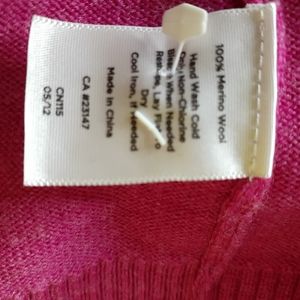 100% Merino Wool
Hand Wash Cold
Only Non-Chlorine
Bleach When Needed
Reshape, Lay Flat to
Dry
Cool Iron, if Needed
Made in China
CA #23147
CN115
05/12